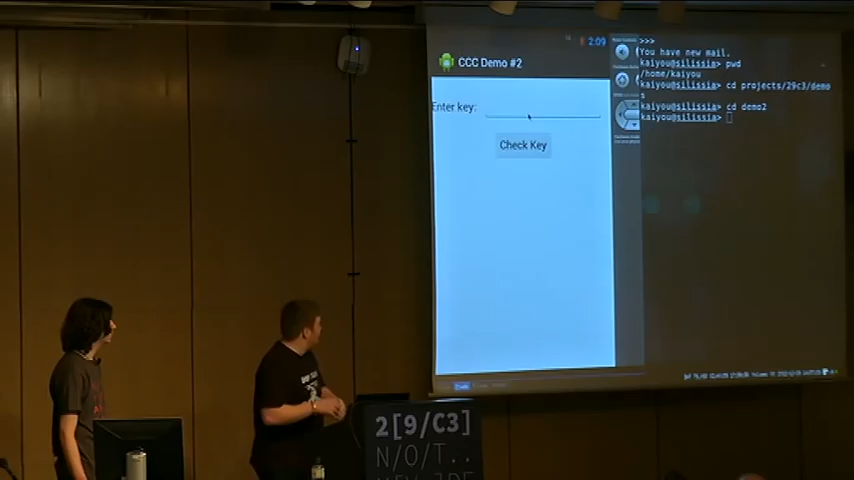 2:09
CCC Demo #2
Enter key:
Check Key
>>>
You have new mail.
kaiyou@silissia> pwd
/home/kaiyou
kaiyou@silissia> cd projects/29c3/demo
s
kaiyou@silissia> cd demo2
kaiyou@silissia>
2[9/C3]
N/O/T..